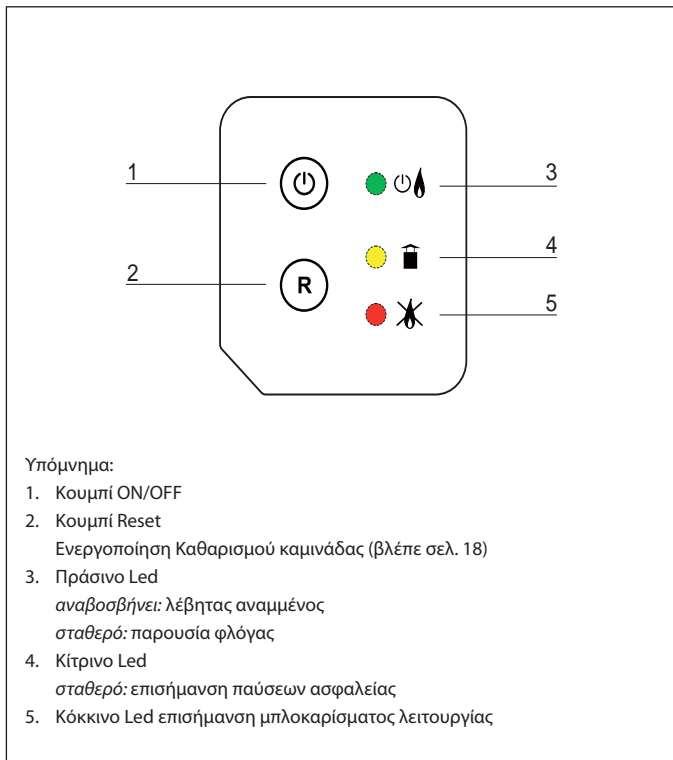 1
2
R
3
4
5
Υπόμνημα:
1. Κουμπί ON/OFF
2. Κουμπί Reset
Ενεργοποίηση Καθαρισμού καμινάδας (βλέπε σελ. 18)
3. Πράσινο Led
αναβοσβήνει: λέβητας αναμμένος
σταθερό: παρουσία φλόγας
4. Κίτρινο Led
σταθερό: επισήμανση παύσεων ασφαλείας
5. Κόκκινο Led επισήμανση μπλοκαρίσματος λειτουργίας